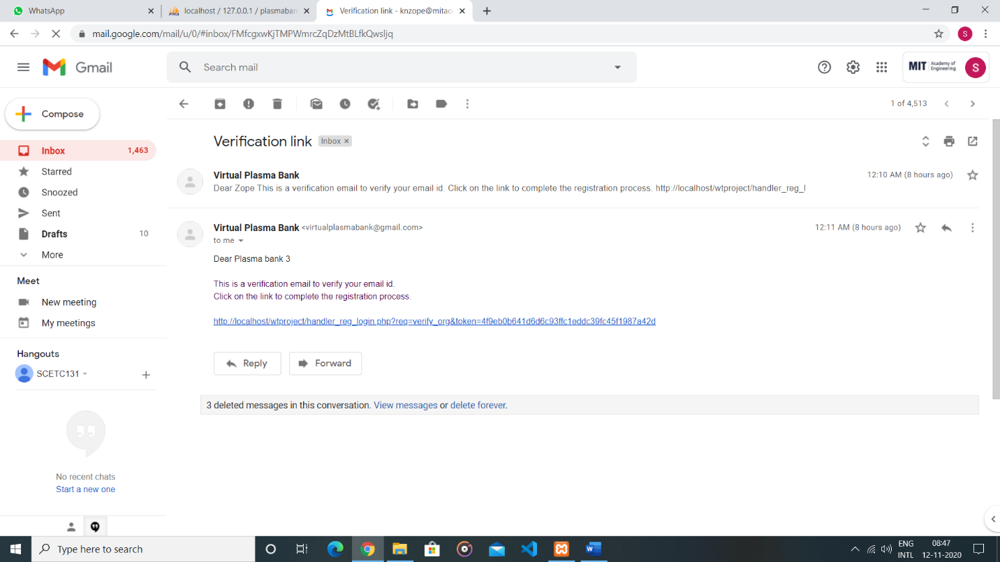 WhatsApp
localhost / 127.0.0.1 / plasmaban
Verification link - knzope@mitao
mail.google.com/mail/u/0/#inbox/FMfcgxwKjTMPWmrcZqDzMtBLfkQwsljq
S
Gmail
Search mail
MIT Academy of Engineering
S
Compose
1 of 4,513
Inbox 1,463
Starred
Snoozed
Sent
Drafts 10
More
Meet
New meeting
My meetings
Hangouts
SCETC131
No recent chats
Start a new one
Verification link Inbox
Virtual Plasma Bank 12:10 AM (8 hours ago)
Dear Zope This is a verification email to verify your email id. Click on the link to complete the registration process. http://localhost/wtproject/handler_reg_l
Virtual Plasma Bank <virtualplasmabank@gmail.com> 12:11 AM (8 hours ago)
to me
Dear Plasma bank 3
This is a verification email to verify your email id.
Click on the link to complete the registration process.
http://localhost/wtproject/handler_reg_login.php?req=verify_org&token=4f9eb0b641d6d6c93ffc1eddc39fc45f1987a42d
Reply Forward
3 deleted messages in this conversation. View messages or delete forever.
Type here to search
ENG
INTL
08:47
12-11-2020